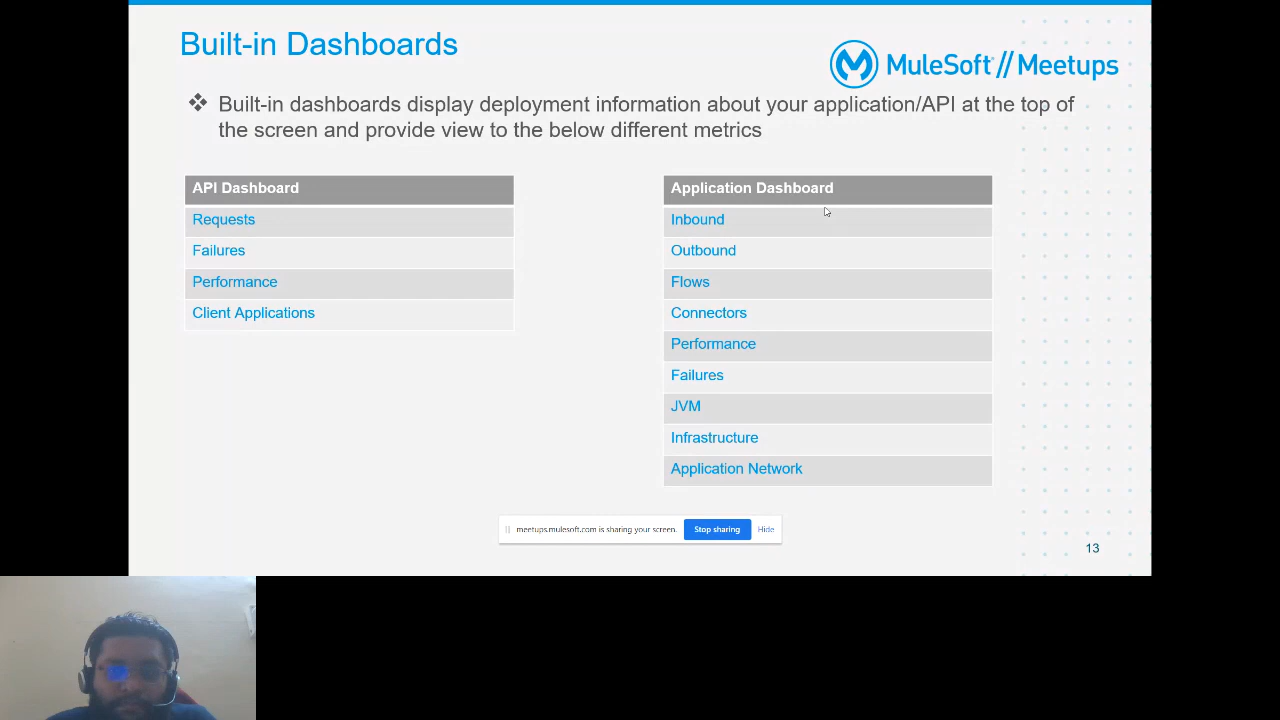 Built-in Dashboards
MuleSoft // Meetups
❖ Built-in dashboards display deployment information about your application/API at the top of
the screen and provide view to the below different metrics
API Dashboard
Requests
Failures
Performance
Client Applications
Application Dashboard
Inbound
Outbound
Flows
Connectors
Performance
Failures
JVM
Infrastructure
Application Network
meetups.mulesoft.com is sharing your screen. Stop sharing Hide
13